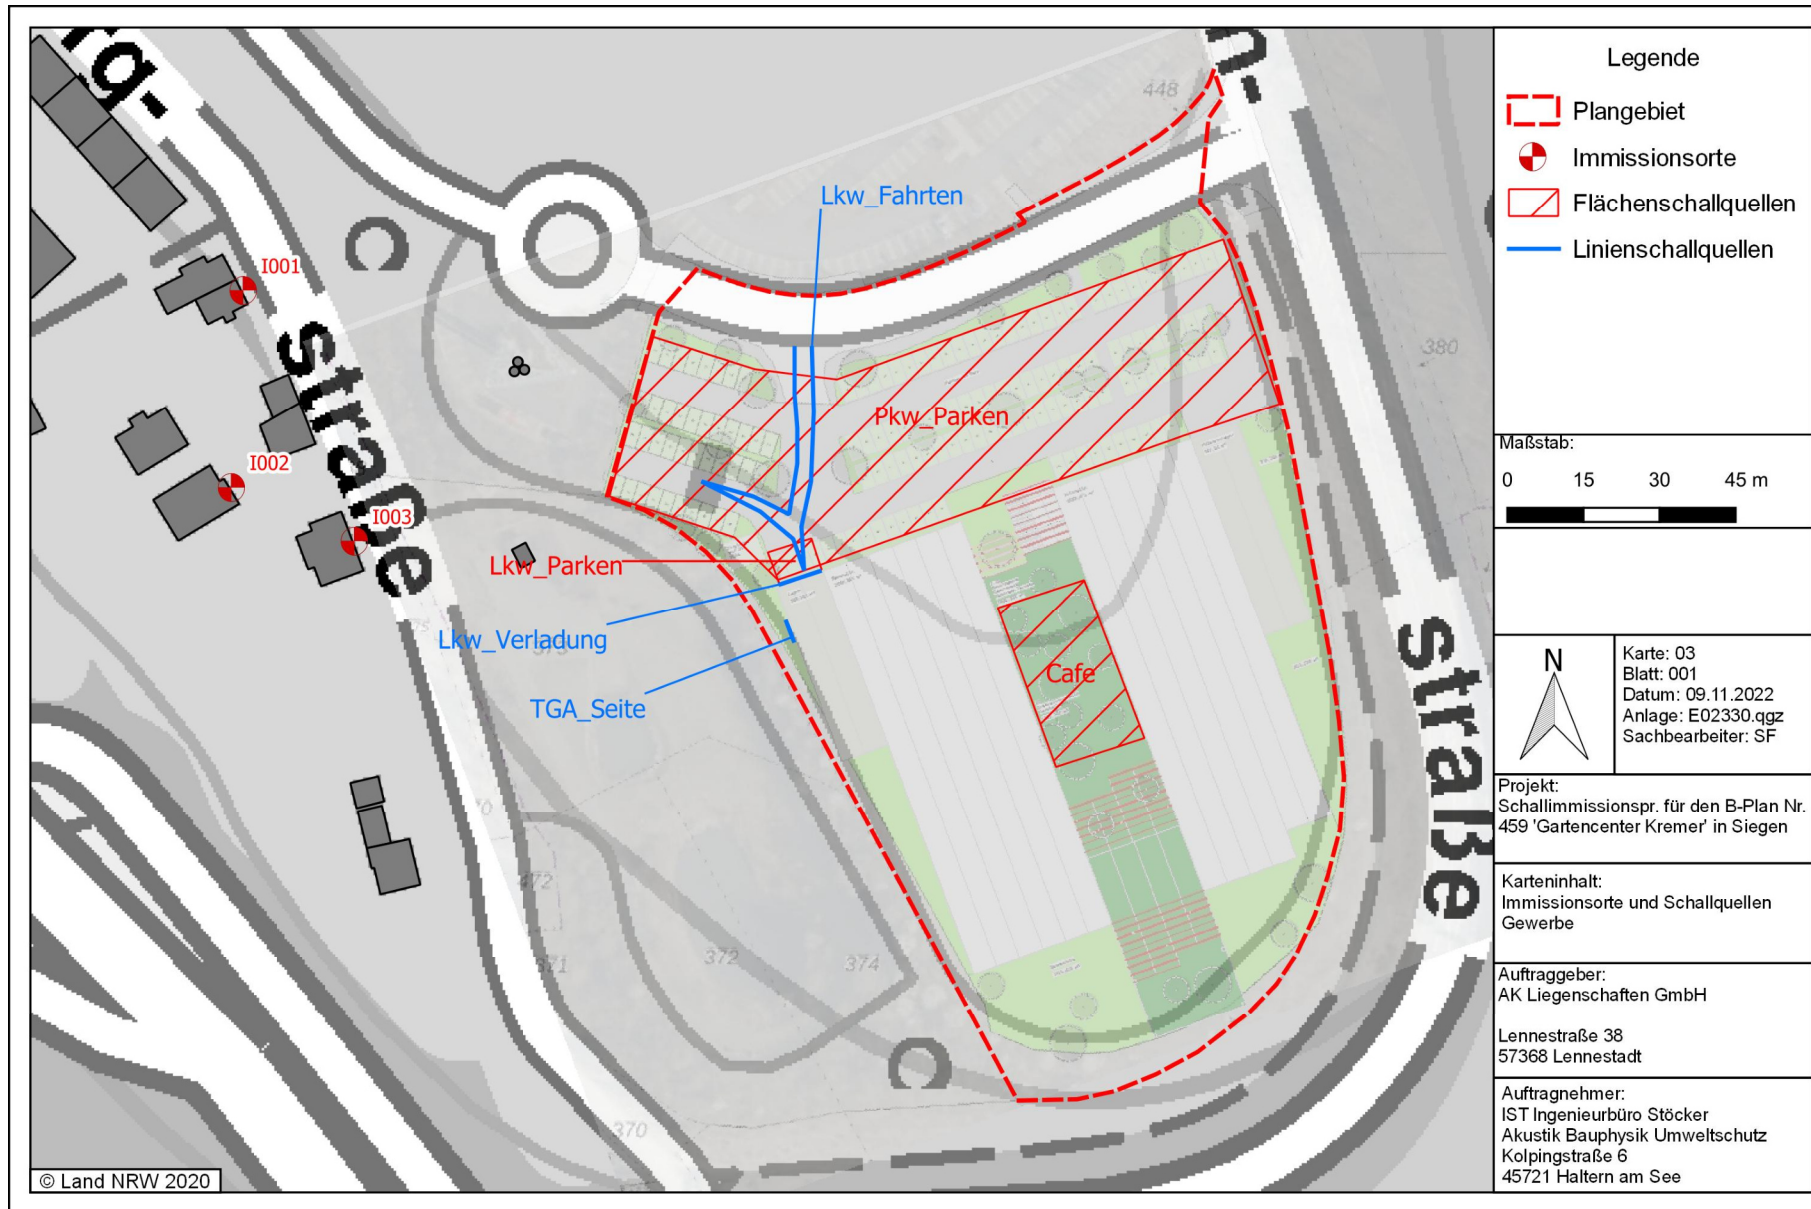 rg-
n-
448
Lkw_Fahrten
I001
C
straße
380
Pkw_Parken
I002
I003
Lkw_Parken
Lkw_Verladung
TGA_Seite
Cafe
straße
372
374
371
370
C
© Land NRW 2020
Legende
Plangebiet
Immissionsorte
Flächenschallquellen
Linienschallquellen
Maßstab:
0 15 30 45 m
N
Karte: 03
Blatt: 001
Datum: 09.11.2022
Anlage: E02330.qgz
Sachbearbeiter: SF
Projekt:
Schallimmissionspr. für den B-Plan Nr.
459 'Gartencenter Kremer' in Siegen
Karteninhalt:
Immissionsorte und Schallquellen
Gewerbe
Auftraggeber:
AK Liegenschaften GmbH
Lennestraße 38
57368 Lennestadt
Auftragnehmer:
IST Ingenieurbüro Stöcker
Akustik Bauphysik Umweltschutz
Kolpingstraße 6
45721 Haltern am See